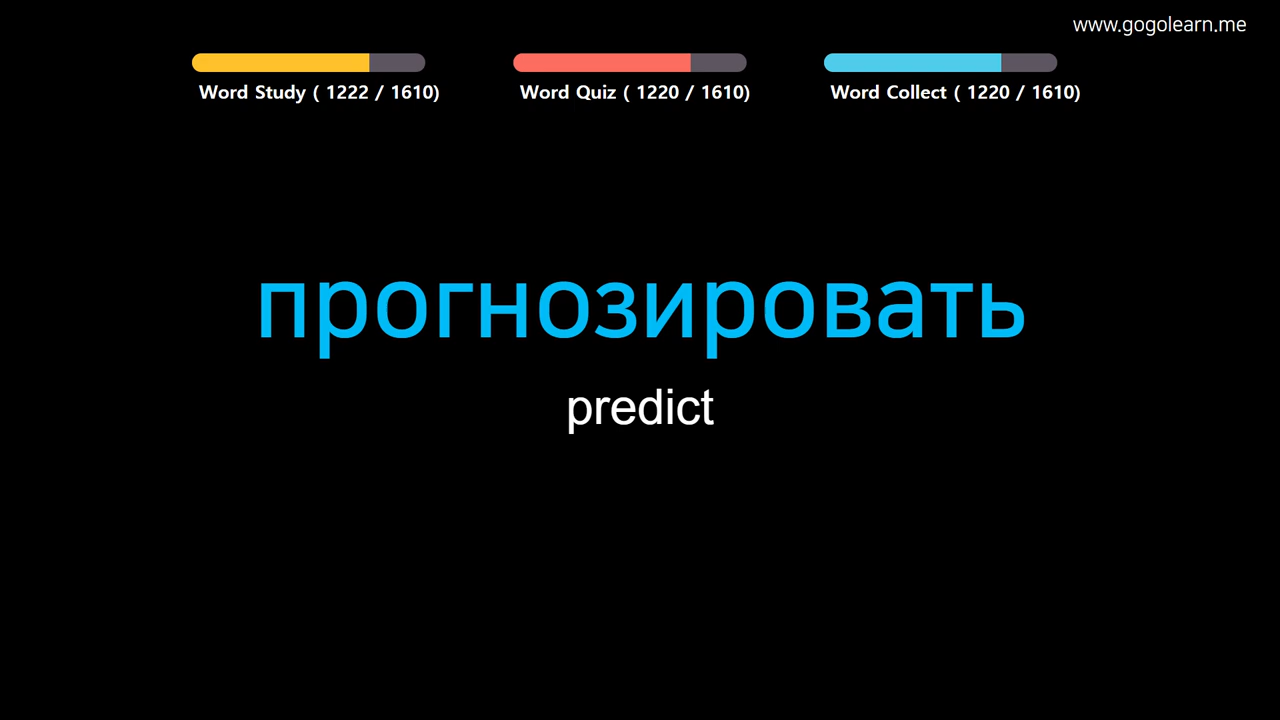 www.gogolearn.me
Word Study ( 1222 / 1610)
Word Quiz ( 1220 / 1610)
Word Collect ( 1220 / 1610)
прогнозировать
predict